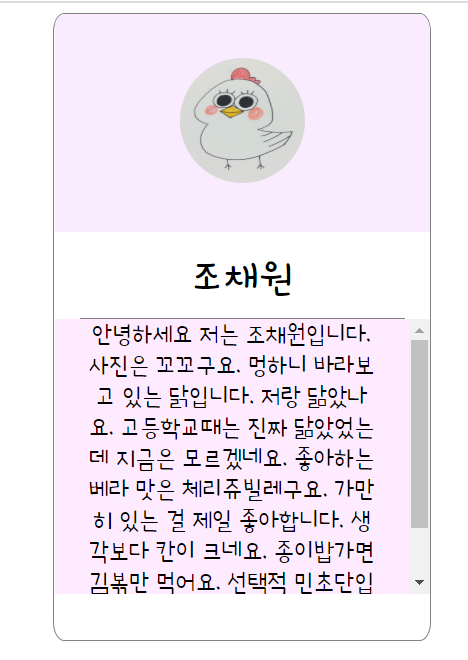 조채원
안녕하세요 저는 조채원입니다.
사진은 꼬꼬구요. 멍하니 바라보
고 있는 닭입니다. 저랑 닮았나
요. 고등학교때는 진짜 닮았었는
데 지금은 모르겠네요. 좋아하는
베라 맛은 체리쥬빌레구요. 가만
히 있는 걸 제일 좋아합니다. 생
각보다 칸이 크네요. 종이밥가면
김볶만 먹어요. 선택적 민초단입